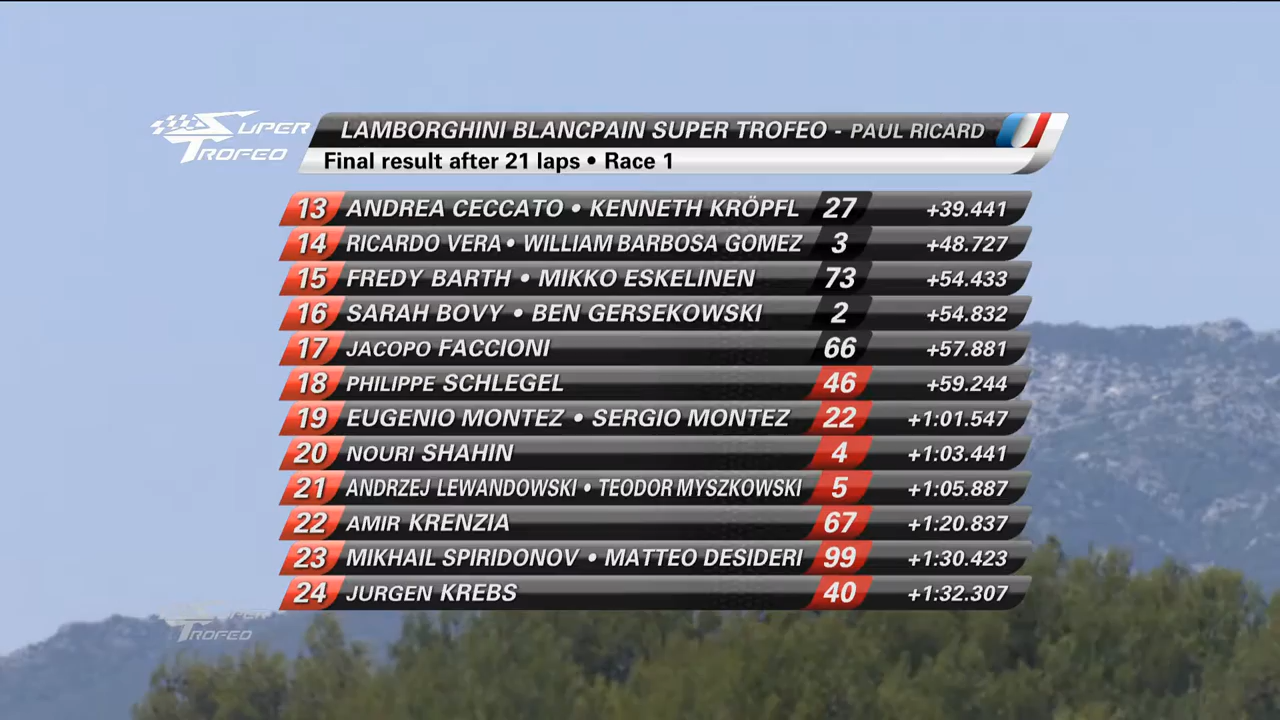 SUPER TROFEO
LAMBORGHINI BLANCPAIN SUPER TROFEO - PAUL RICARD
Final result after 21 laps • Race 1
13 ANDREA CECCATO • KENNETH KRÖPFL 27 +39.441
14 RICARDO VERA • WILLIAM BARBOSA GOMEZ 3 +48.727
15 FREDY BARTH • MIKKO ESKELINEN 73 +54.433
16 SARAH BOVY • BEN GERSEKOWSKI 2 +54.832
17 JACOPO FACCIONI 66 +57.881
18 PHILIPPE SCHLEGEL 46 +59.244
19 EUGENIO MONTEZ • SERGIO MONTEZ 22 +1:01.547
20 NOURI SHAHIN 4 +1:03.441
21 ANDRZEJ LEWANDOWSKI • TEODOR MYSZKOWSKI 5 +1:05.887
22 AMIR KRENZIA 67 +1:20.837
23 MIKHAIL SPIRIDONOV • MATTEO DESIDERI 99 +1:30.423
24 JURGEN KREBS 40 +1:32.307
SUPER TROFEO